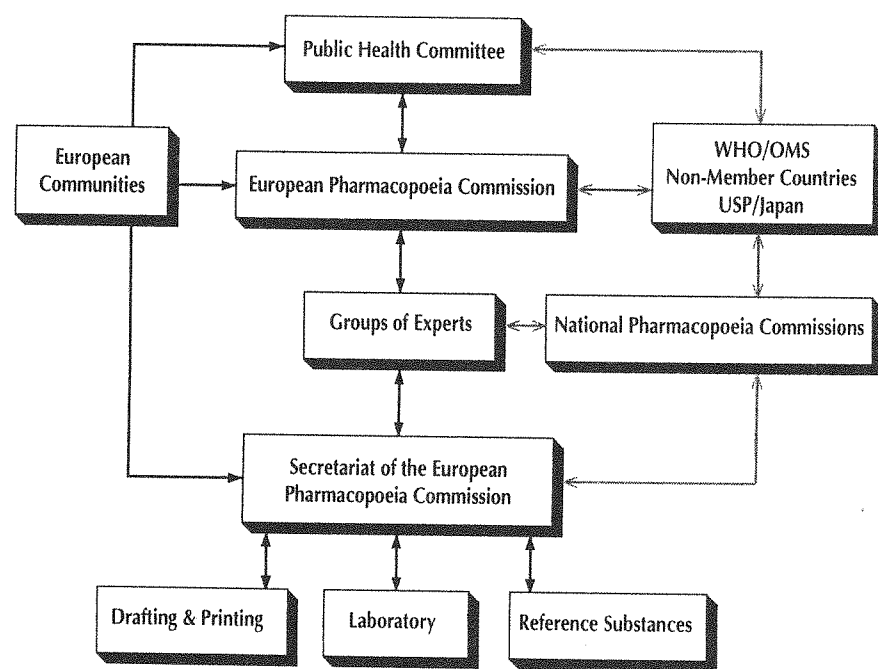 Public Health Committee
European
Communities
European Pharmacopoeia Commission
WHO/OMS
Non-Member Countries
USP/Japan
Groups of Experts
National Pharmacopoeia Commissions
Secretariat of the European
Pharmacopoeia Commission
Drafting & Printing
Laboratory
Reference Substances